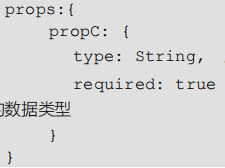 props:{
propC: {
type: String,
required: true
的数据类型
}
}